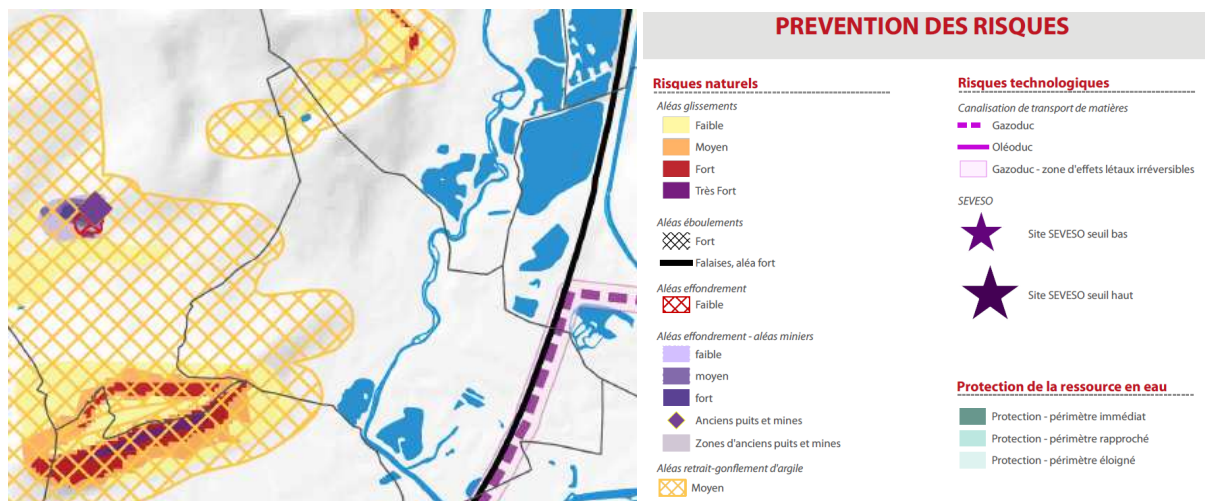 PREVENTION DES RISQUES
Risques naturels
Aléas glissements
Faible
Moyen
Fort
Très Fort
Aléas éboulements
Fort
Falaises, aléa fort
Aléas effondrement
Faible
Aléas effondrement - aléas miniers
faible
moyen
fort
Anciens puits et mines
Zones d'anciens puits et mines
Aléas retrait-gonflement d'argile
Moyen
Risques technologiques
Canalisation de transport de matières
Gazoduc
Oléoduc
Gazoduc - zone d'effets létaux irréversibles
SEVESO
Site SEVESO seuil bas
Site SEVESO seuil haut
Protection de la ressource en eau
Protection - périmètre immédiat
Protection - périmètre rapproché
Protection - périmètre éloigné